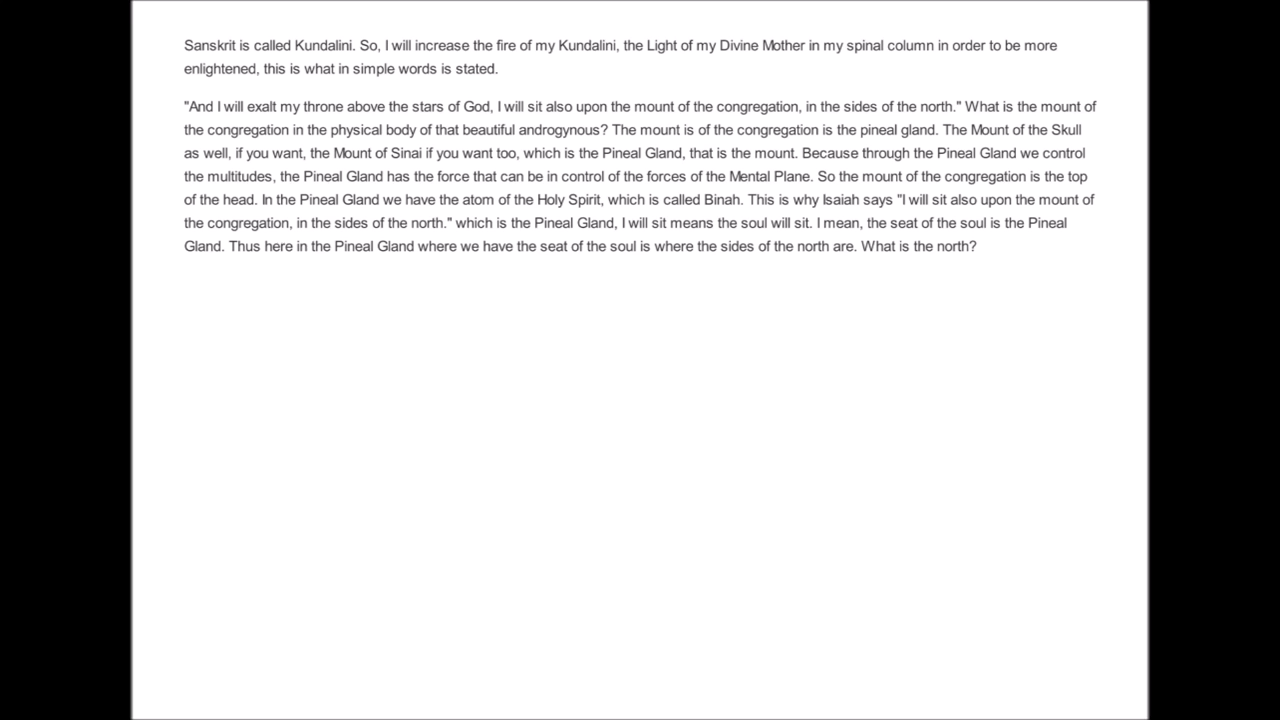 Sanskrit is called Kundalini. So, I will increase the fire of my Kundalini, the Light of my Divine Mother in my spinal column in order to be more
enlightened, this is what in simple words is stated.
"And I will exalt my throne above the stars of God, I will sit also upon the mount of the congregation, in the sides of the north." What is the mount of
the congregation in the physical body of that beautiful androgynous? The mount is of the congregation is the pineal gland. The Mount of the Skull
as well, if you want, the Mount of Sinai if you want too, which is the Pineal Gland, that is the mount. Because through the Pineal Gland we control
the multitudes, the Pineal Gland has the force that can be in control of the forces of the Mental Plane. So the mount of the congregation is the top
of the head. In the Pineal Gland we have the atom of the Holy Spirit, which is called Binah. This is why Isaiah says "I will sit also upon the mount of
the congregation, in the sides of the north." which is the Pineal Gland, I will sit means the soul will sit. I mean, the seat of the soul is the Pineal
Gland. Thus here in the Pineal Gland where we have the seat of the soul is where the sides of the north are. What is the north?